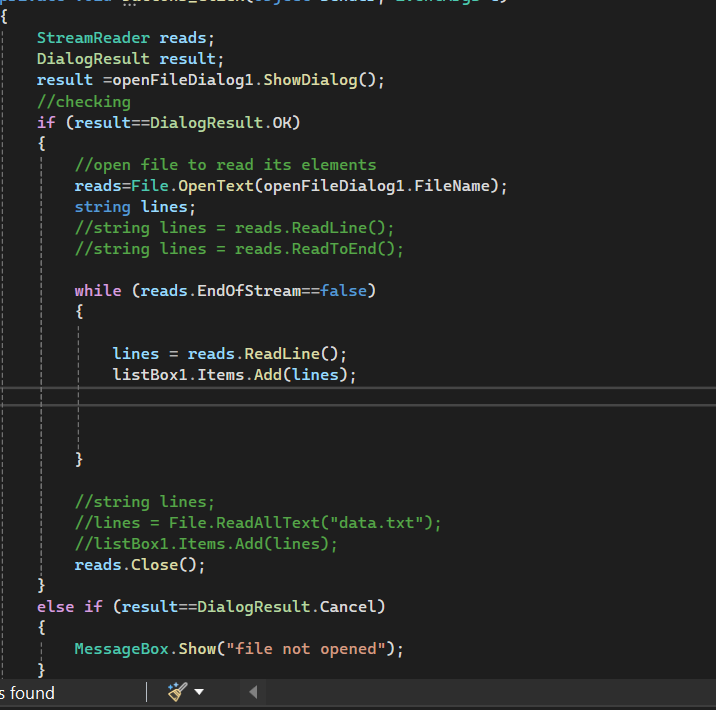 {
StreamReader reads;
DialogResult result;
result =openFileDialog1.ShowDialog();
//checking
if (result==DialogResult.OK)
{
//open file to read its elements
reads=File.OpenText(openFileDialog1.FileName);
string lines;
//string lines = reads.ReadLine();
//string lines = reads.ReadToEnd();
while (reads.EndOfStream==false)
{
lines = reads.ReadLine();
listBox1.Items.Add(lines);
}
//string lines;
//lines = File.ReadAllText("data.txt");
//listBox1.Items.Add(lines);
reads.Close();
}
else if (result==DialogResult.Cancel)
{
MessageBox.Show("file not opened");
}
s found